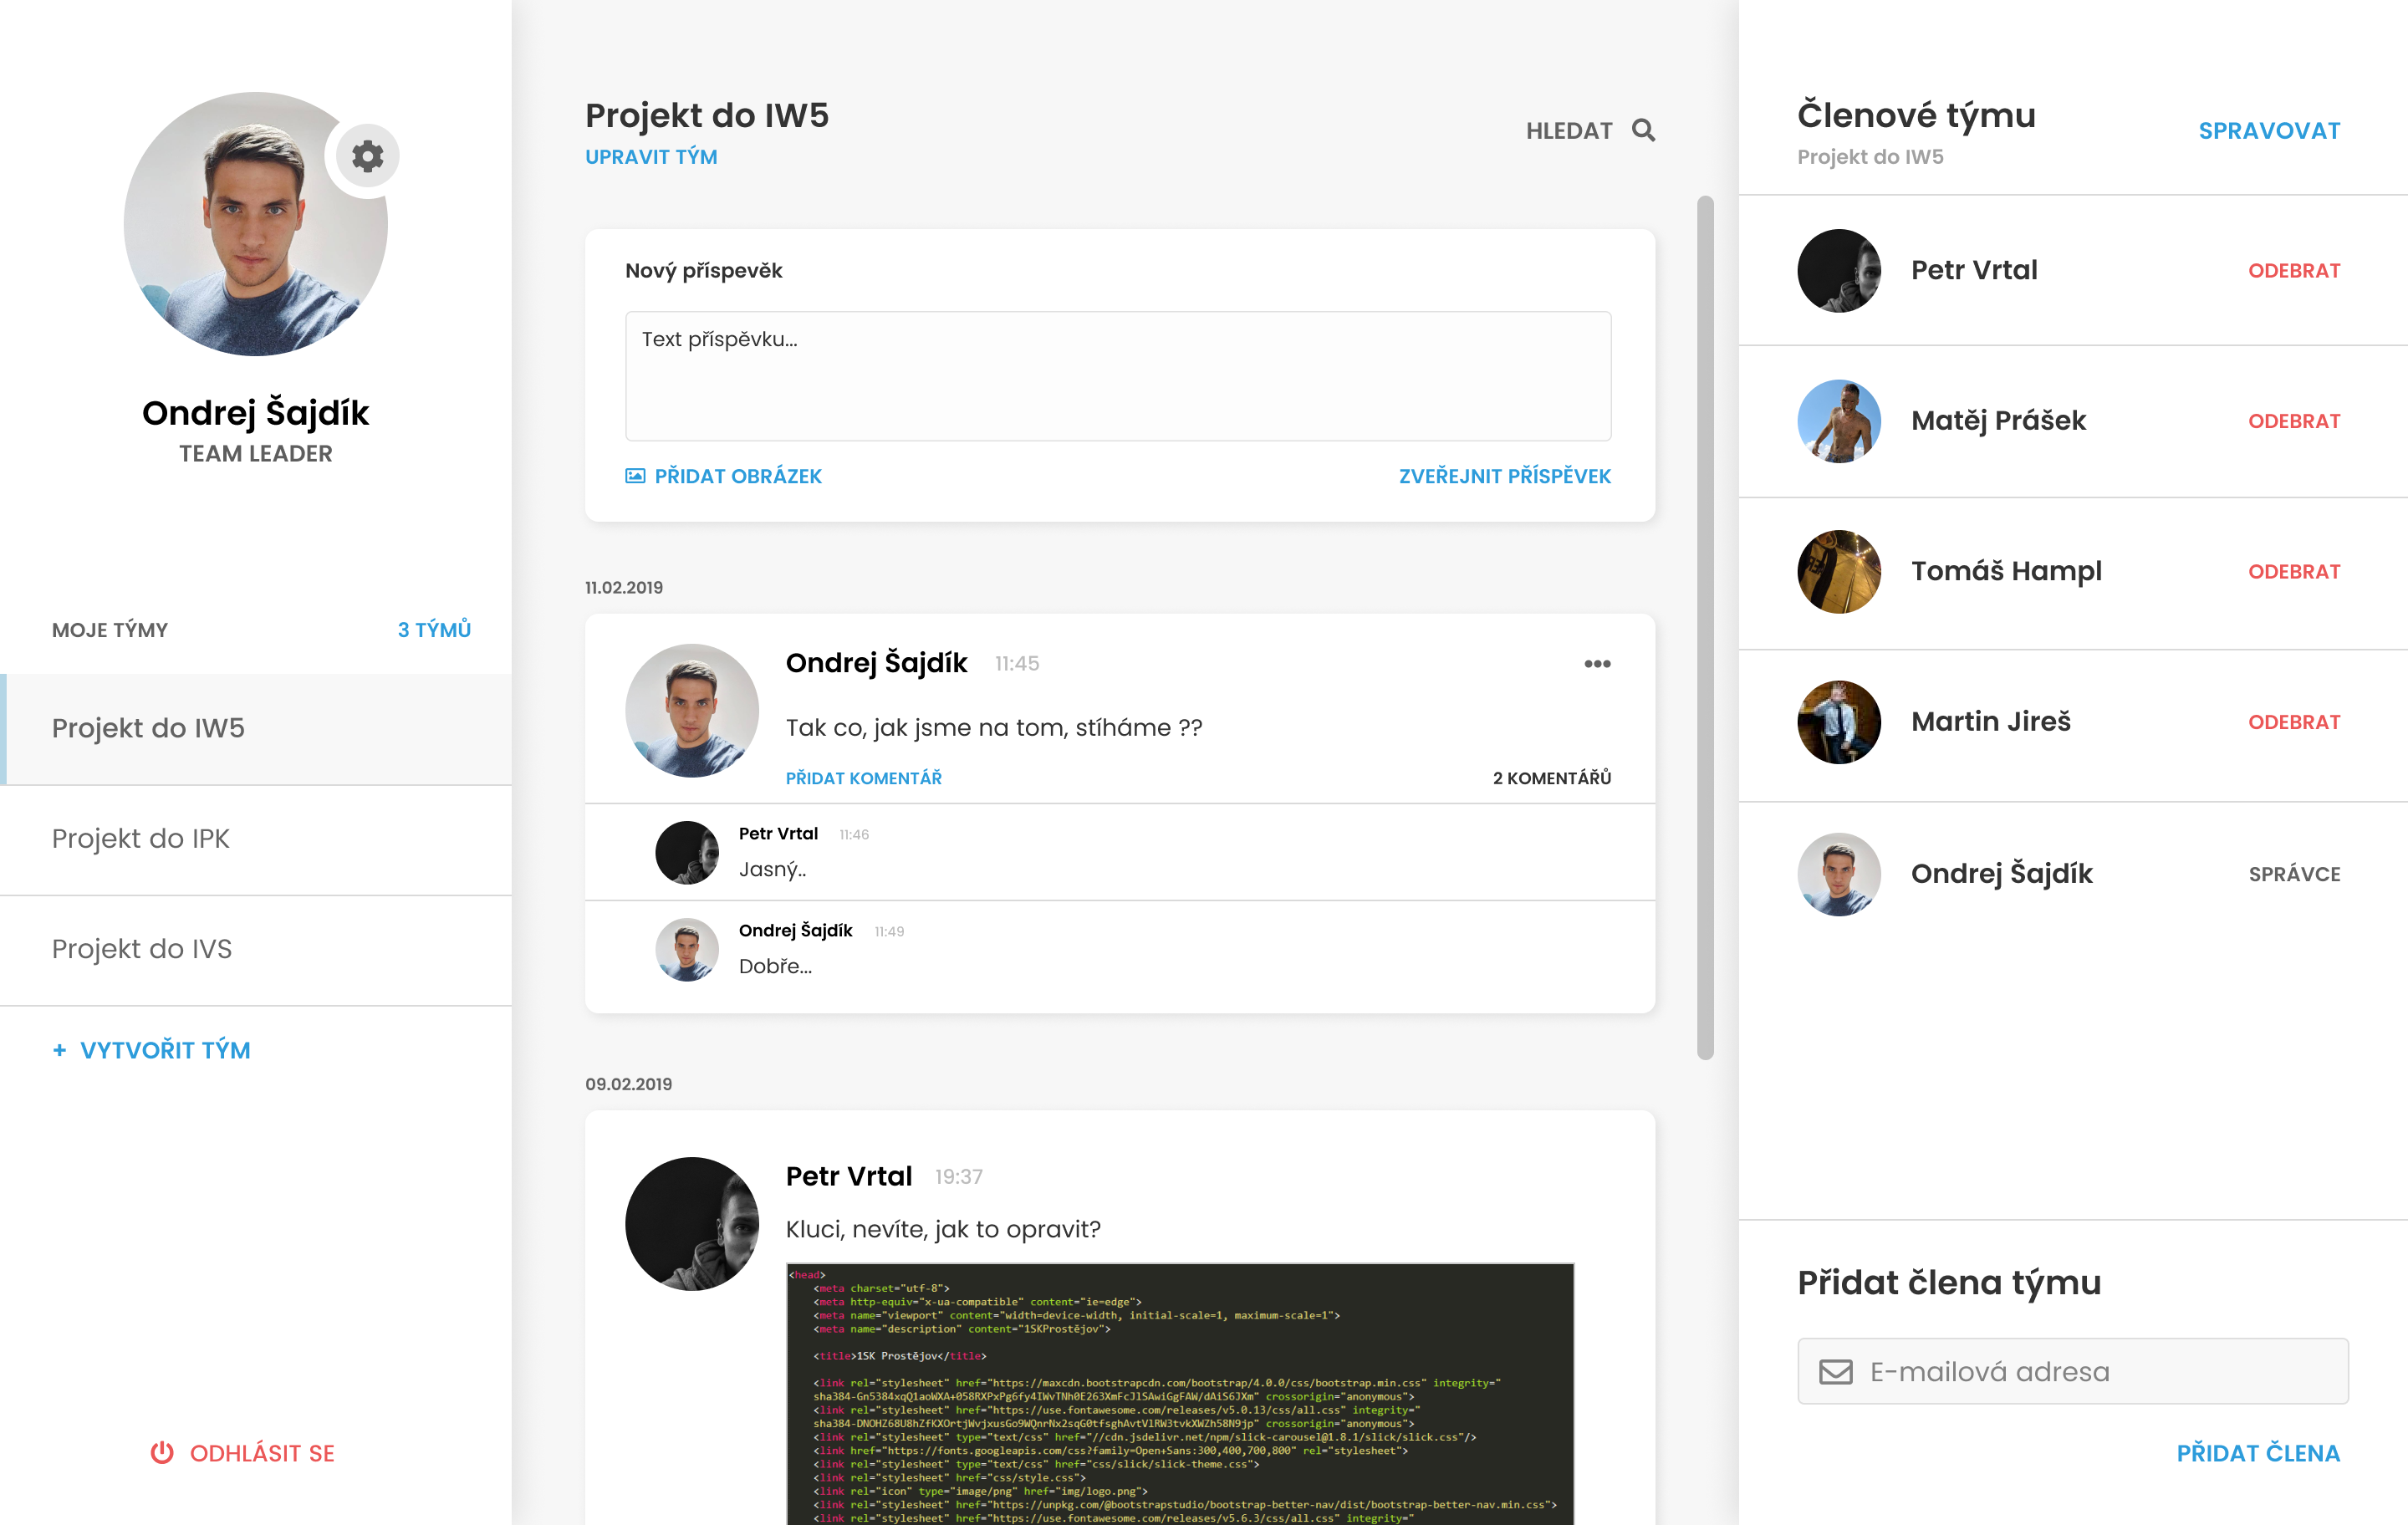 Ondrej Šajdík
TEAM LEADER
MOJE TÝMY
3 TÝMŮ
Projekt do IW5
Projekt do IPK
Projekt do IVS
+ VYTVOŘIT TÝM
ODHLÁSIT SE
Projekt do IW5
UPRAVIT TÝM
HLEDAT
Nový příspevěk
Text příspěvku...
PŘIDAT OBRÁZEK
ZVEŘEJNIT PŘÍSPĚVEK
11.02.2019
Ondrej Šajdík 11:45
Tak co, jak jsme na tom, stíháme ??
PŘIDAT KOMENTÁŘ
2 KOMENTÁŘŮ
Petr Vrtal 11:46
Jasný..
Ondrej Šajdík 11:49
Dobře...
09.02.2019
Petr Vrtal 19:37
Kluci, nevíte, jak to opravit?
<head>
<meta charset="utf-8">
<meta http-equiv="x-ua-compatible" content="ie=edge">
<meta name="viewport" content="width=device-width, initial-scale=1, maximum-scale=1">
<meta name="description" content="1SKProstějov">
<title>1SK Prostějov</title>
<link rel="stylesheet" href="https://maxcdn.bootstrapcdn.com/bootstrap/4.0.0/css/bootstrap.min.css" integrity="
crossorigin="anonymous">
<link rel="stylesheet" href="https://use.fontawesome.com/releases/v5.0.13/css/all.css" integrity="
crossorigin="anonymous">
<link rel="stylesheet" type="text/css" href="//cdn.jsdelivr.net/npm/slick-carousel@1.8.1/slick/slick.css"/>
<link href="https://fonts.googleapis.com/css?family=Open+Sans:300,400,700,800" rel="stylesheet">
<link rel="stylesheet" type="text/css" href="css/slick/slick-theme.css">
<link rel="stylesheet" href="css/style.css">
<link rel="icon" type="image/png" href="img/logo.png">
<link rel="stylesheet" href="https://unpkg.com/@bootstrapstudio/bootstrap-better-nav/dist/bootstrap-better-nav.min.css">
<link rel="stylesheet" href="https://use.fontawesome.com/releases/v5.6.3/css/all.css" integrity="
Členové týmu
Projekt do IW5
SPRAVOVAT
Petr Vrtal
ODEBRAT
Matěj Prášek
ODEBRAT
Tomáš Hampl
ODEBRAT
Martin Jireš
ODEBRAT
Ondrej Šajdík
SPRÁVCE
Přidat člena týmu
E-mailová adresa
PŘIDAT ČLENA